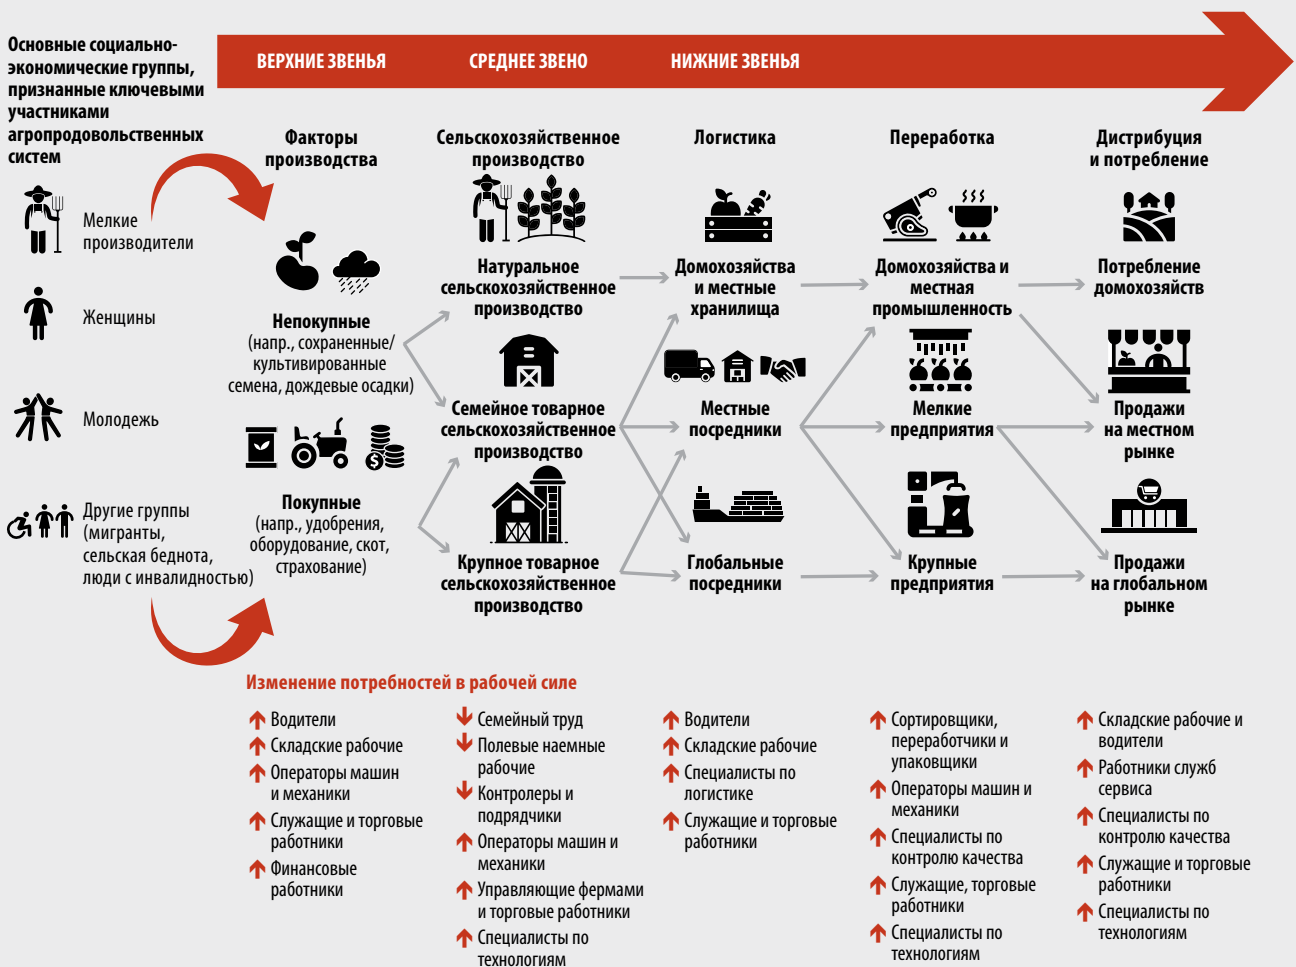 Основные социально-
экономические группы,
признанные ключевыми
участниками
агропродовольственных
систем
Мелкие
производители
Женщины
Молодежь
Другие группы
(мигранты,
сельская беднота,
люди с инвалидностью)
ВЕРХНИЕ ЗВЕНЬЯ
СРЕДНЕЕ ЗВЕНО
НИЖНИЕ ЗВЕНЬЯ
Факторы
производства
Непокупные
(напр., сохраненные/
культивированные
семена, дождевые осадки)
Покупные
(напр., удобрения,
оборудование, скот,
страхование)
Сельскохозяйственное
производство
Натуральное
сельскохозяйственное
производство
Семейное товарное
сельскохозяйственное
производство
Крупное товарное
сельскохозяйственное
производство
Логистика
Домохозяйства
и местные
хранилища
Местные
посредники
Глобальные
посредники
Переработка
Домохозяйства и
местная
промышленность
Мелкие
предприятия
Крупные
предприятия
Дистрибуция
и потребление
Потребление
домохозяйств
Продажи
на местном
рынке
Продажи
на глобальном
рынке
Изменение потребностей в рабочей силе
Водители
Складские рабочие
Операторы машин
и механики
Служащие и торговые
работники
Финансовые
работники
Семейный труд
Полевые наемные
рабочие
Контролеры и
подрядчики
Операторы машин и
механики
Управляющие фермами
и торговые работники
Специалисты по
технологиям
Водители
Складские рабочие
Специалисты по
логистике
Служащие и торговые
работники
Сортировщики,
переработчики и
упаковщики
Операторы машин и
механики
Специалисты по
контролю качества
Служащие, торговые
работники
Специалисты по
технологиям
Складские рабочие и
водители
Работники служб
сервиса
Специалисты по
контролю качества
Служащие и торговые
работники
Специалисты по
технологиям